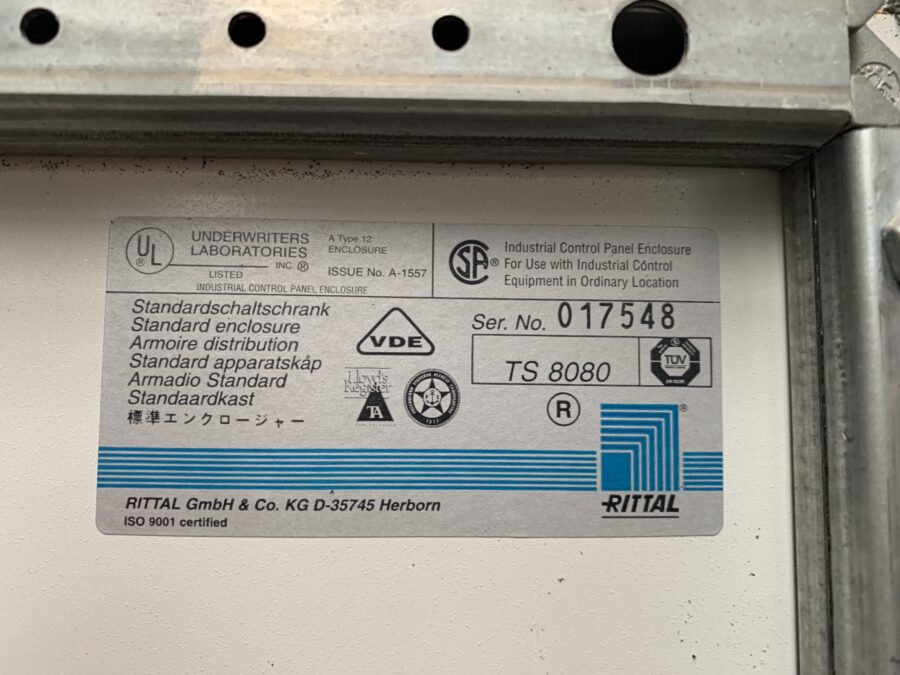 UL
®
UNDERWRITERS
LABORATORIES
INC.®
LISTED
A Type 12
ENCLOSURE
ISSUE No. A-1557
INDUSTRIAL CONTROL PANEL ENCLOSURE
SA®
Industrial Control Panel Enclosure
For Use with Industrial Control
Equipment in Ordinary Location
Standardschaltschrank
Standard enclosure
Armoire distribution
Standard apparatskåp
Armadio Standard
Standaardkast
標準エンクロージャー
VDE
Lloyd's
Register
TA
Ser. No. 017548
TS 8080
TÜV
R
®
RITTAL
RITTAL GmbH & Co. KG D-35745 Herborn
ISO 9001 certified